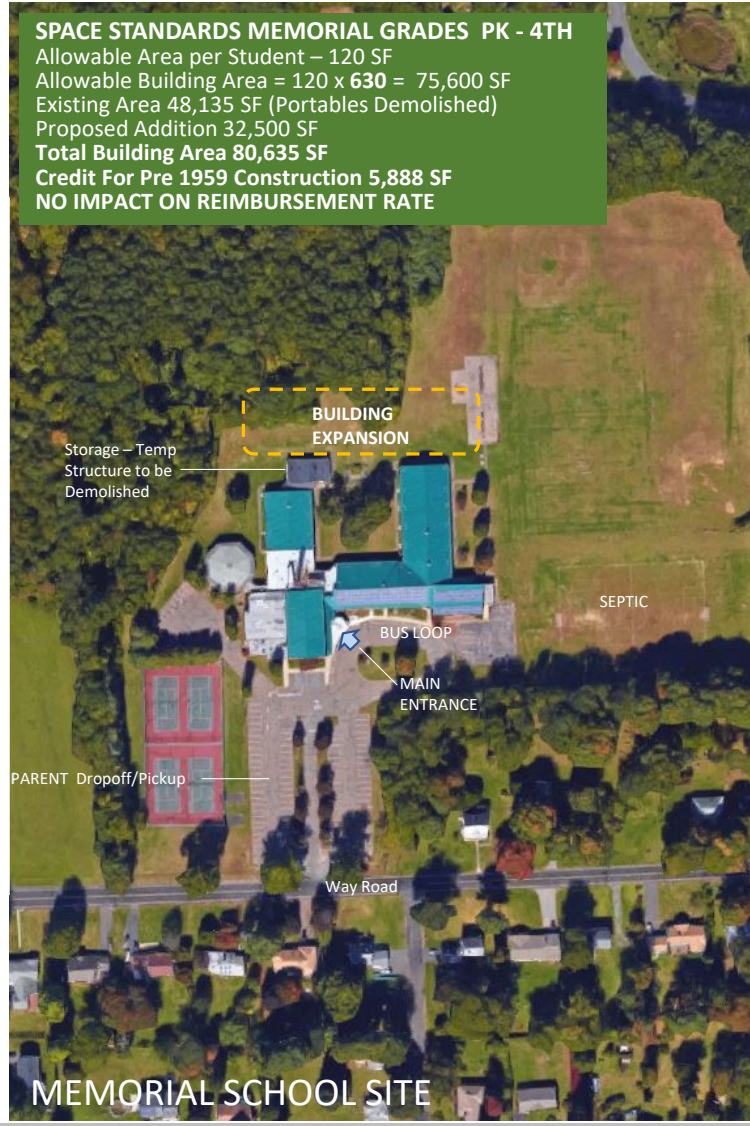 SPACE STANDARDS MEMORIAL GRADES PK - 4TH
Allowable Area per Student – 120 SF
Allowable Building Area = 120 x 630 = 75,600 SF
Existing Area 48,135 SF (Portables Demolished)
Proposed Addition 32,500 SF
Total Building Area 80,635 SF
Credit For Pre 1959 Construction 5,888 SF
NO IMPACT ON REIMBURSEMENT RATE
BUILDING
EXPANSION
Storage – Temp
Structure to be
Demolished
SEPTIC
BUS LOOP
MAIN
ENTRANCE
PARENT Dropoff/Pickup
Way Road
MEMORIAL SCHOOL SITE